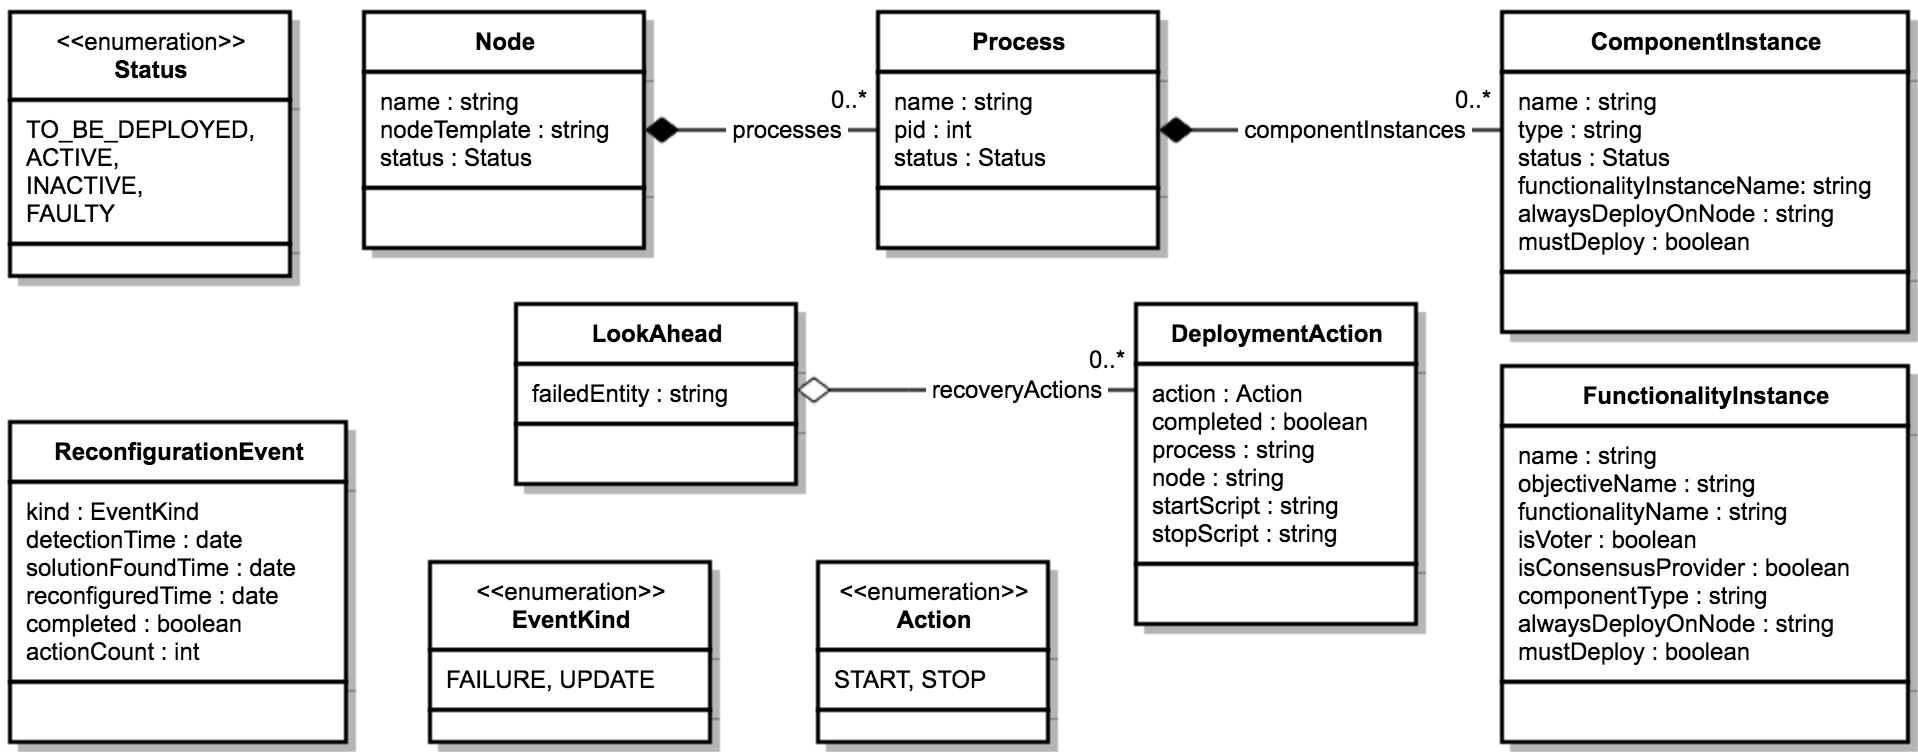 <<enumeration>>
Status
TO_BE_DEPLOYED,
ACTIVE,
INACTIVE,
FAULTY
Node
name : string
nodeTemplate : string
status : Status
processes
0..*
Process
name : string
pid : int
status : Status
componentInstances
0..*
ComponentInstance
name : string
type : string
status : Status
functionalityInstanceName: string
alwaysDeployOnNode : string
mustDeploy : boolean
LookAhead
failedEntity : string
recoveryActions
0..*
DeploymentAction
action : Action
completed : boolean
process : string
node : string
startScript : string
stopScript : string
FunctionalityInstance
name : string
objectiveName : string
functionalityName : string
isVoter : boolean
isConsensusProvider : boolean
componentType : string
alwaysDeployOnNode : string
mustDeploy : boolean
ReconfigurationEvent
kind : EventKind
detectionTime : date
solutionFoundTime : date
reconfiguredTime : date
completed : boolean
actionCount : int
<<enumeration>>
EventKind
FAILURE, UPDATE
<<enumeration>>
Action
START, STOP